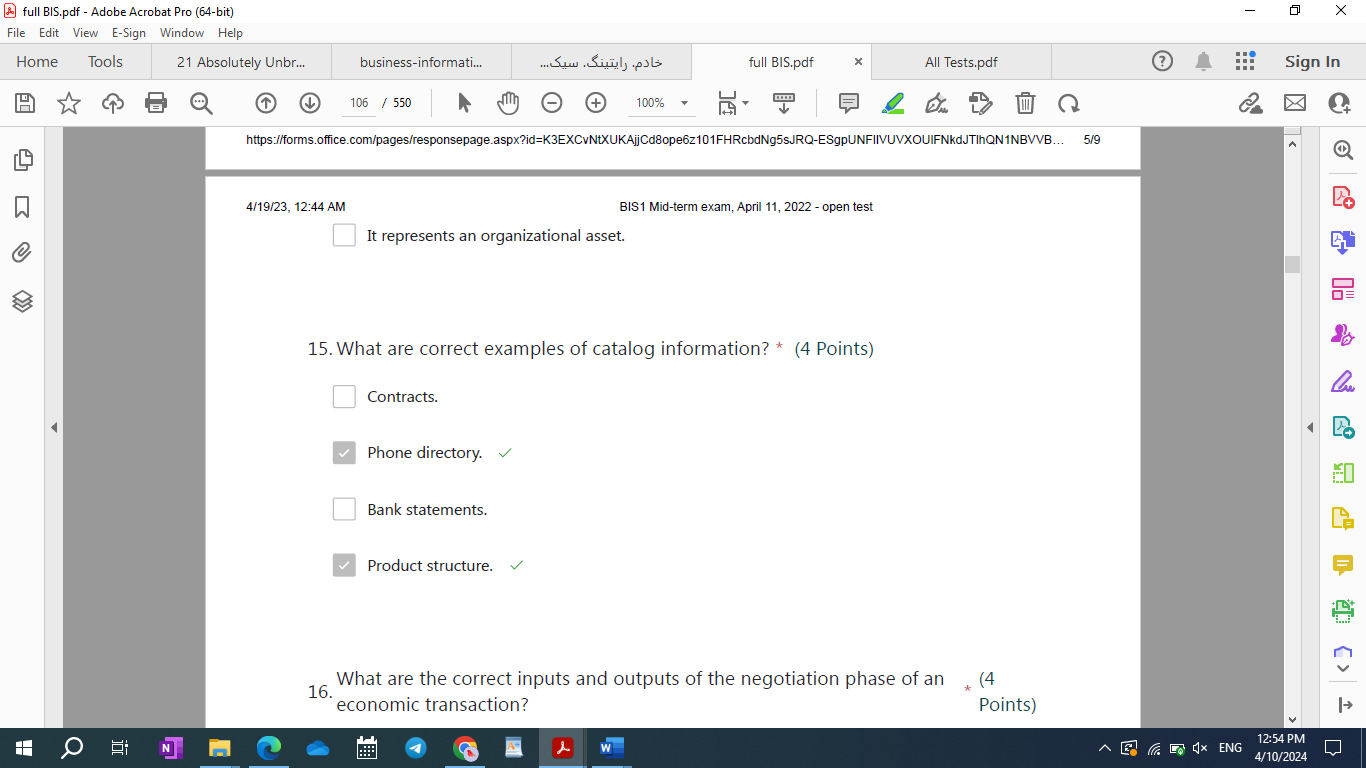 full BIS.pdf - Adobe Acrobat Pro (64-bit)
File Edit View E-Sign Window Help
Home Tools 21 Absolutely Unbr... business-informati... خادم. رایتینگ. سیک... full BIS.pdf × All Tests.pdf Sign In
106 / 550 100%
https://forms.office.com/pages/responsepage.aspx?id=K3EXCvNtXUKAjjCd8ope6z101FHRcbdNg5sJRQ-ESgpUNFlIVUVXOUlFNkdJTlhQN1NBVVB... 5/9
4/19/23, 12:44 AM BIS1 Mid-term exam, April 11, 2022 - open test
It represents an organizational asset.
15. What are correct examples of catalog information? * (4 Points)
Contracts.
Phone directory.
Bank statements.
Product structure.
16. What are the correct inputs and outputs of the negotiation phase of an economic transaction? * (4 Points)
ENG
12:54 PM
4/10/2024